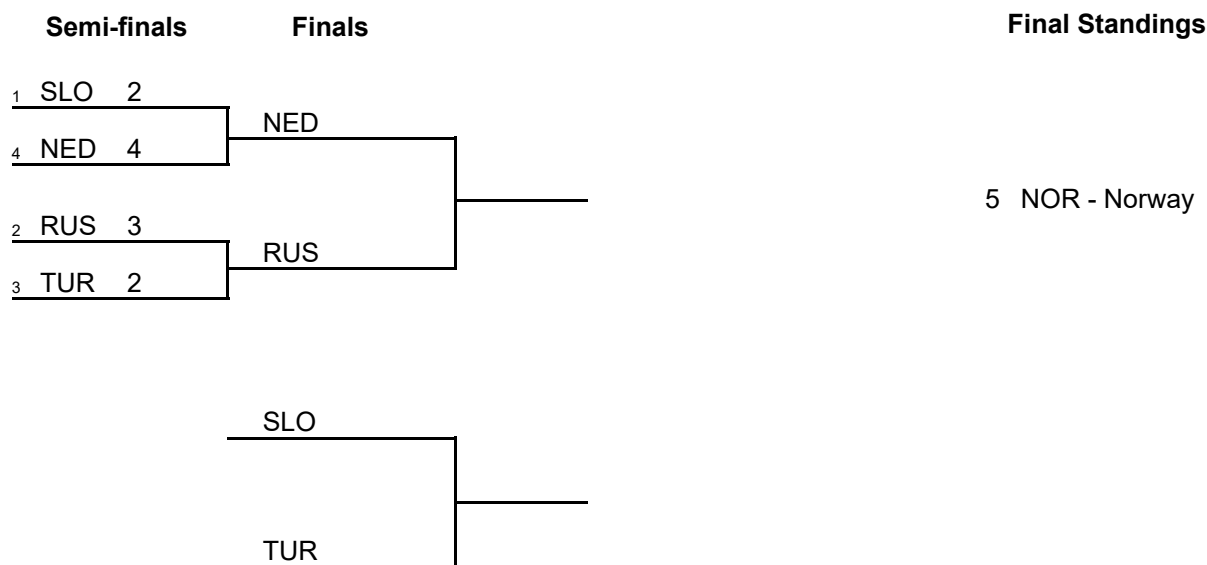 Semi-finals Finals Final Standings
1 SLO 2
NED
4 NED 4
5 NOR - Norway
2 RUS 3
RUS
3 TUR 2
SLO
TUR